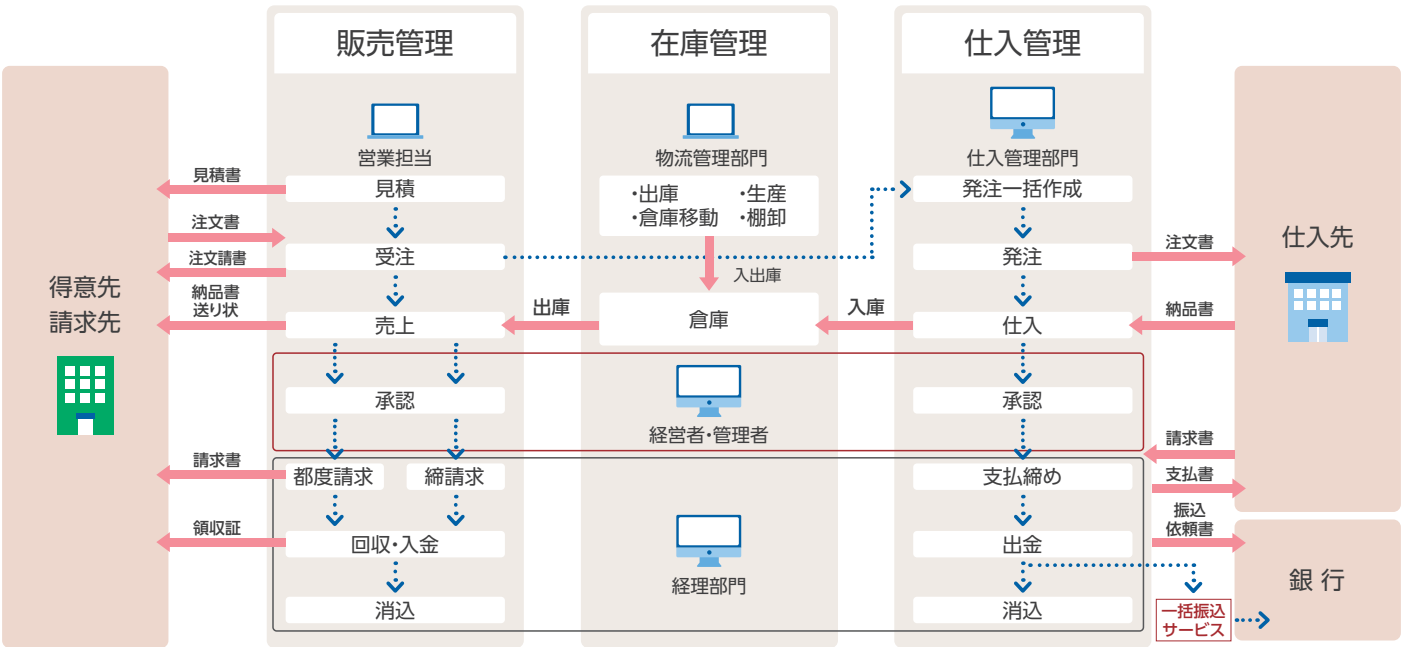 販売管理
在庫管理
仕入管理
営業担当
物流管理部門
仕入管理部門
見積書
見積
・出庫 ・生産
・倉庫移動 ・棚卸
発注一括作成
注文書
注文請書
受注
入出庫
発注
注文書
仕入先
得意先
請求先
納品書
送り状
売上
出庫
倉庫
入庫
仕入
納品書
承認
経営者・管理者
承認
請求書
都度請求
締請求
支払締め
請求書
支払書
領収証
回収・入金
経理部門
出金
振込
依頼書
銀行
消込
消込
一括振込
サービス